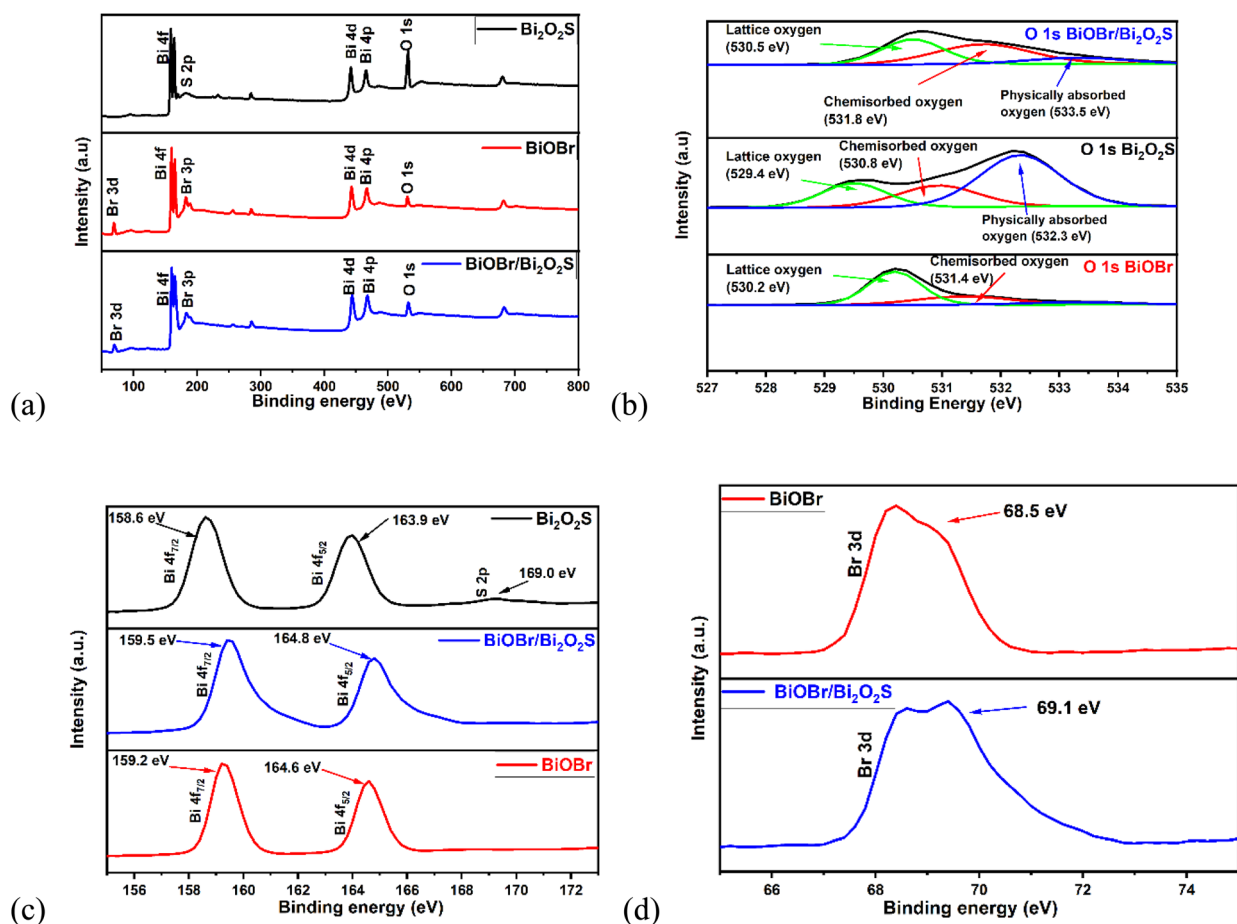 Bi₂O₂S
Bi 4f
S 2p
Bi 4d
Bi 4p
O 1s
BiOBr
Br 3d
Bi 4f
Br 3p
Bi 4d
Bi 4p
O 1s
BiOBr/Bi₂O₂S
Br 3d
Bi 4f
Br 3p
Bi 4d
Bi 4p
O 1s
Intensity (a.u)
100 200 300 400 500 600 700 800
Binding energy (eV)
(a)
Lattice oxygen
(530.5 eV)
O 1s BiOBr/Bi₂O₂S
Chemisorbed oxygen
(531.8 eV)
Physically absorbed
oxygen (533.5 eV)
Lattice oxygen
(529.4 eV)
Chemisorbed oxygen
(530.8 eV)
O 1s Bi₂O₂S
Physically absorbed
oxygen (532.3 eV)
Lattice oxygen
(530.2 eV)
Chemisorbed oxygen
(531.4 eV)
O 1s BiOBr
Intensity (a.u)
527 528 529 530 531 532 533 534 535
Binding Energy (eV)
(b)
158.6 eV
Bi 4f₇/₂
Bi 4f₅/₂
163.9 eV
Bi₂O₂S
S 2p
169.0 eV
159.5 eV
Bi 4f₇/₂
164.8 eV
Bi 4f₅/₂
BiOBr/Bi₂O₂S
159.2 eV
Bi 4f₇/₂
164.6 eV
Bi 4f₅/₂
BiOBr
Intensity (a.u.)
156 158 160 162 164 166 168 170 172
Binding energy (eV)
(c)
BiOBr
Br 3d
68.5 eV
BiOBr/Bi₂O₂S
Br 3d
69.1 eV
Intensity (a.u.)
66 68 70 72 74
Binding energy (eV)
(d)